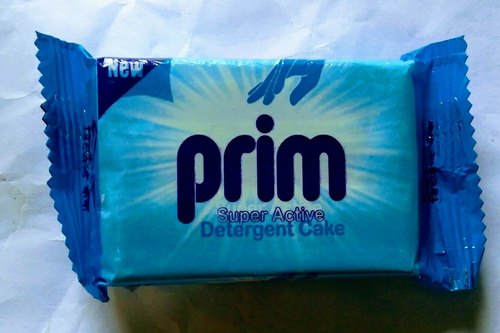 New
prim
Super Active
Detergent Cake